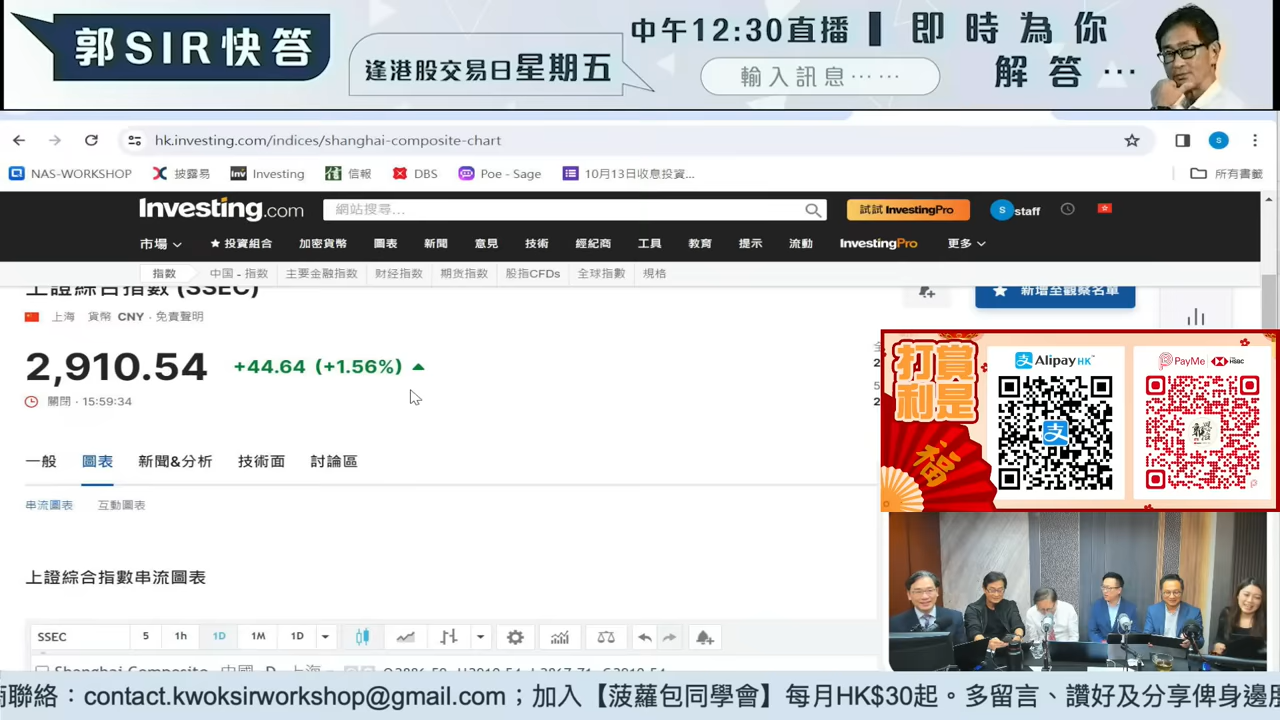 郭SIR快答
逢港股交易日星期五
中午12:30直播
即時為你
解答…
輸入訊息……
hk.investing.com/indices/shanghai-composite-chart
NAS-WORKSHOP
披露易
Investing
信報
DBS
Poe - Sage
10月13日收息投資...
所有書籤
Investing.com
網站搜尋...
試試 InvestingPro
staff
市場
投資組合
加密貨幣
圖表
新聞
意見
技術
經紀商
工具
教育
提示
流動
InvestingPro
更多
指數
中国 - 指數
主要金融指數
財经指數
期货指數
股指CFDs
全球指數
規格
上證綜合指數 (SSEC)
新增至觀察名單
上海 貨幣 CNY · 免責聲明
2,910.54 +44.64 (+1.56%)
關閉 · 15:59:34
一般
圖表
新聞&分析
技術面
討論區
串流圖表
互動圖表
上證綜合指數串流圖表
SSEC
5
1h
1D
1M
1D
Shanghai Composite
打賞
利是
福
AlipayHK
PayMe
HSBC
商聯絡：contact.kwoksirworkshop@gmail.com；加入【菠蘿包同學會】每月HK$30起。多留言、讚好及分享俾身邊朋